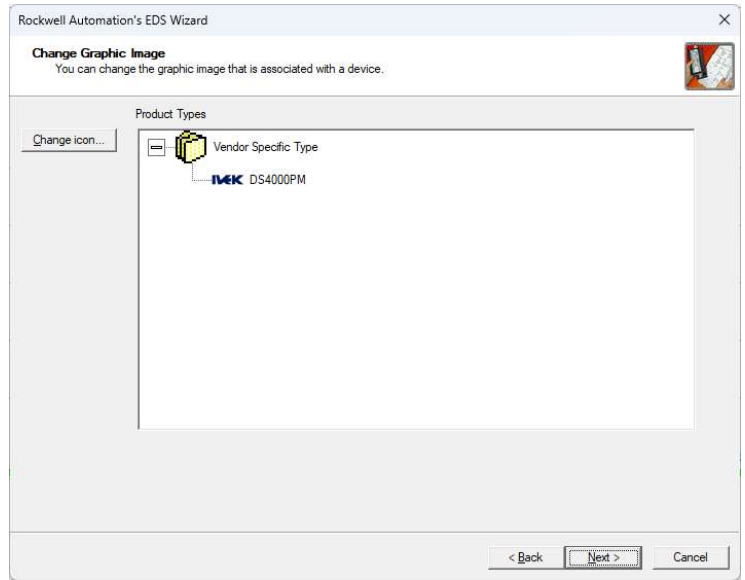 Rockwell Automation's EDS Wizard
Change Graphic Image
You can change the graphic image that is associated with a device.
Product Types
Change icon...
Vendor Specific Type
IVEK DS4000PM
< Back Next > Cancel